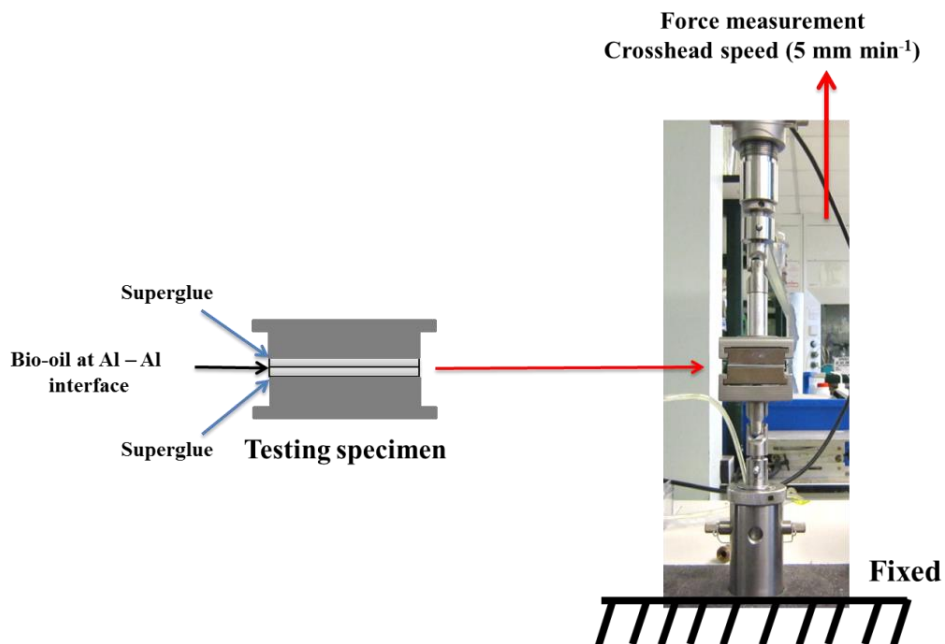 Force measurement
Crosshead speed (5 mm min⁻¹)
Superglue
Bio-oil at Al – Al
interface
Superglue
Testing specimen
Fixed